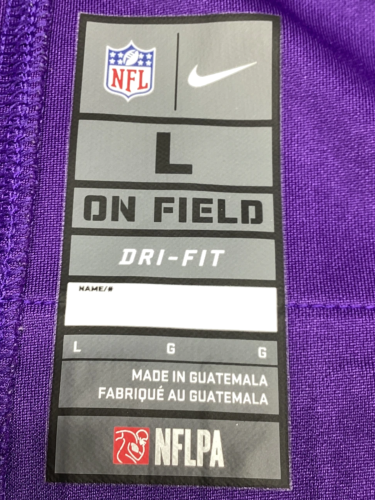 NFL
L
ON FIELD
DRI-FIT
NAME/#
L G G
MADE IN GUATEMALA
FABRIQUÉ AU GUATEMALA
NFLPA